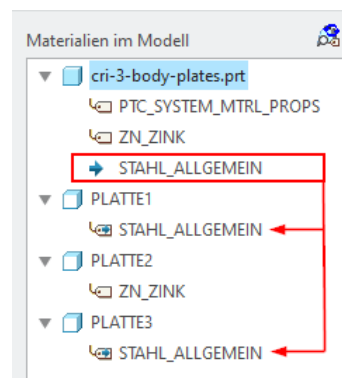 Materialien im Modell
cri-3-body-plates.prt
PTC_SYSTEM_MTRL_PROPS
ZN_ZINK
STAHL_ALLGEMEIN
PLATTE1
STAHL_ALLGEMEIN
PLATTE2
ZN_ZINK
PLATTE3
STAHL_ALLGEMEIN